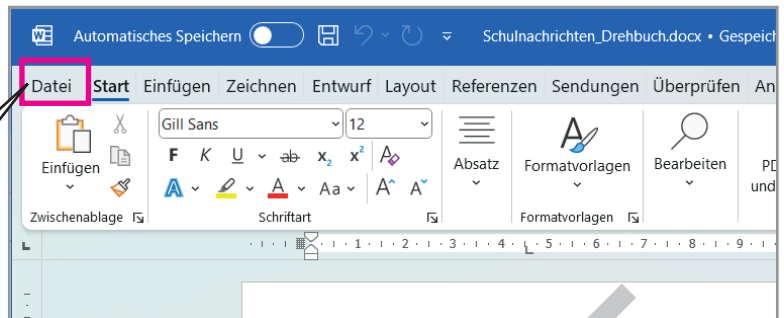 Automatisches Speichern Schulnachrichten_Drehbuch.docx • Gespeich
Datei Start Einfügen Zeichnen Entwurf Layout Referenzen Sendungen Überprüfen An
Gill Sans 12
F K U ab x₂ x² A
A A Aa A A
Einfügen
Absatz
Formatvorlagen
Bearbeiten
PD
und
Zwischenablage Schriftart Formatvorlagen
1 2 3 4 5 6 7 8 9